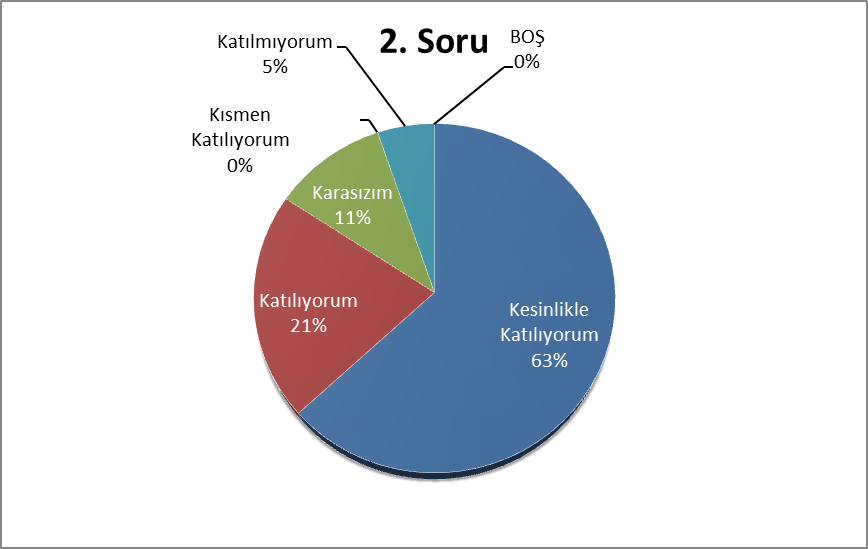 2. Soru
BOŞ
0%
Katılmıyorum
5%
Kısmen
Katılıyorum
0%
Karasızım
11%
Katılıyorum
21%
Kesinlikle
Katılıyorum
63%